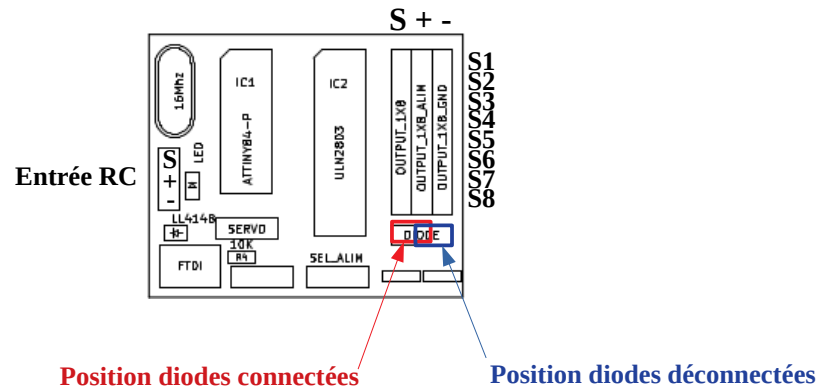 S + -
S1
S2
S3
S4
S5
S6
S7
S8
16Mhz
IC1
ATTINY84-P
IC2
ULN2803
OUTPUT_1X8
OUTPUT_1X8_ALIM
OUTPUT_1X8_GND
Entrée RC
S
+
-
LED
LL4148
SERVO
10K
R4
FTDI
SEL_ALIM
DIODE
Position diodes connectées
Position diodes déconnectées